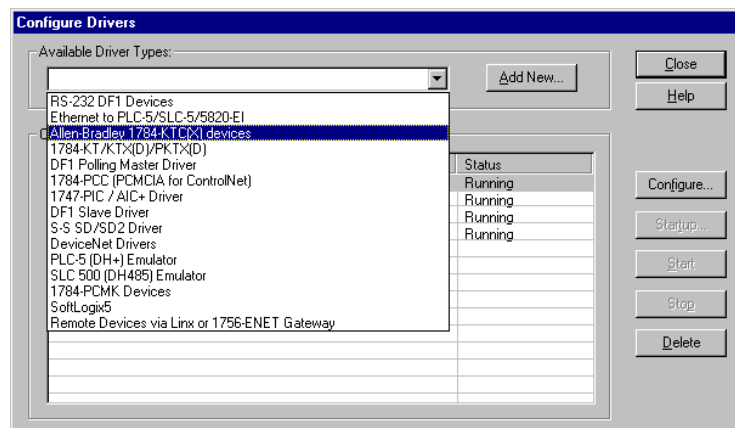 Configure Drivers
Available Driver Types:
Add New...
Close
Help
RS-232 DF1 Devices
Ethernet to PLC-5/SLC-5/5820-EI
Allen-Bradley 1784-KTC(X) devices
1784-KT/KTX(D)/PKTX(D)
DF1 Polling Master Driver
1784-PCC (PCMCIA for ControlNet)
1747-PIC / AIC+ Driver
DF1 Slave Driver
S-S SD/SD2 Driver
DeviceNet Drivers
PLC-5 (DH+) Emulator
SLC 500 (DH485) Emulator
1784-PCMK Devices
SoftLogix5
Remote Devices via Linx or 1756-ENET Gateway
Status
Running
Running
Running
Running
Configure...
Startup...
Start
Stop
Delete